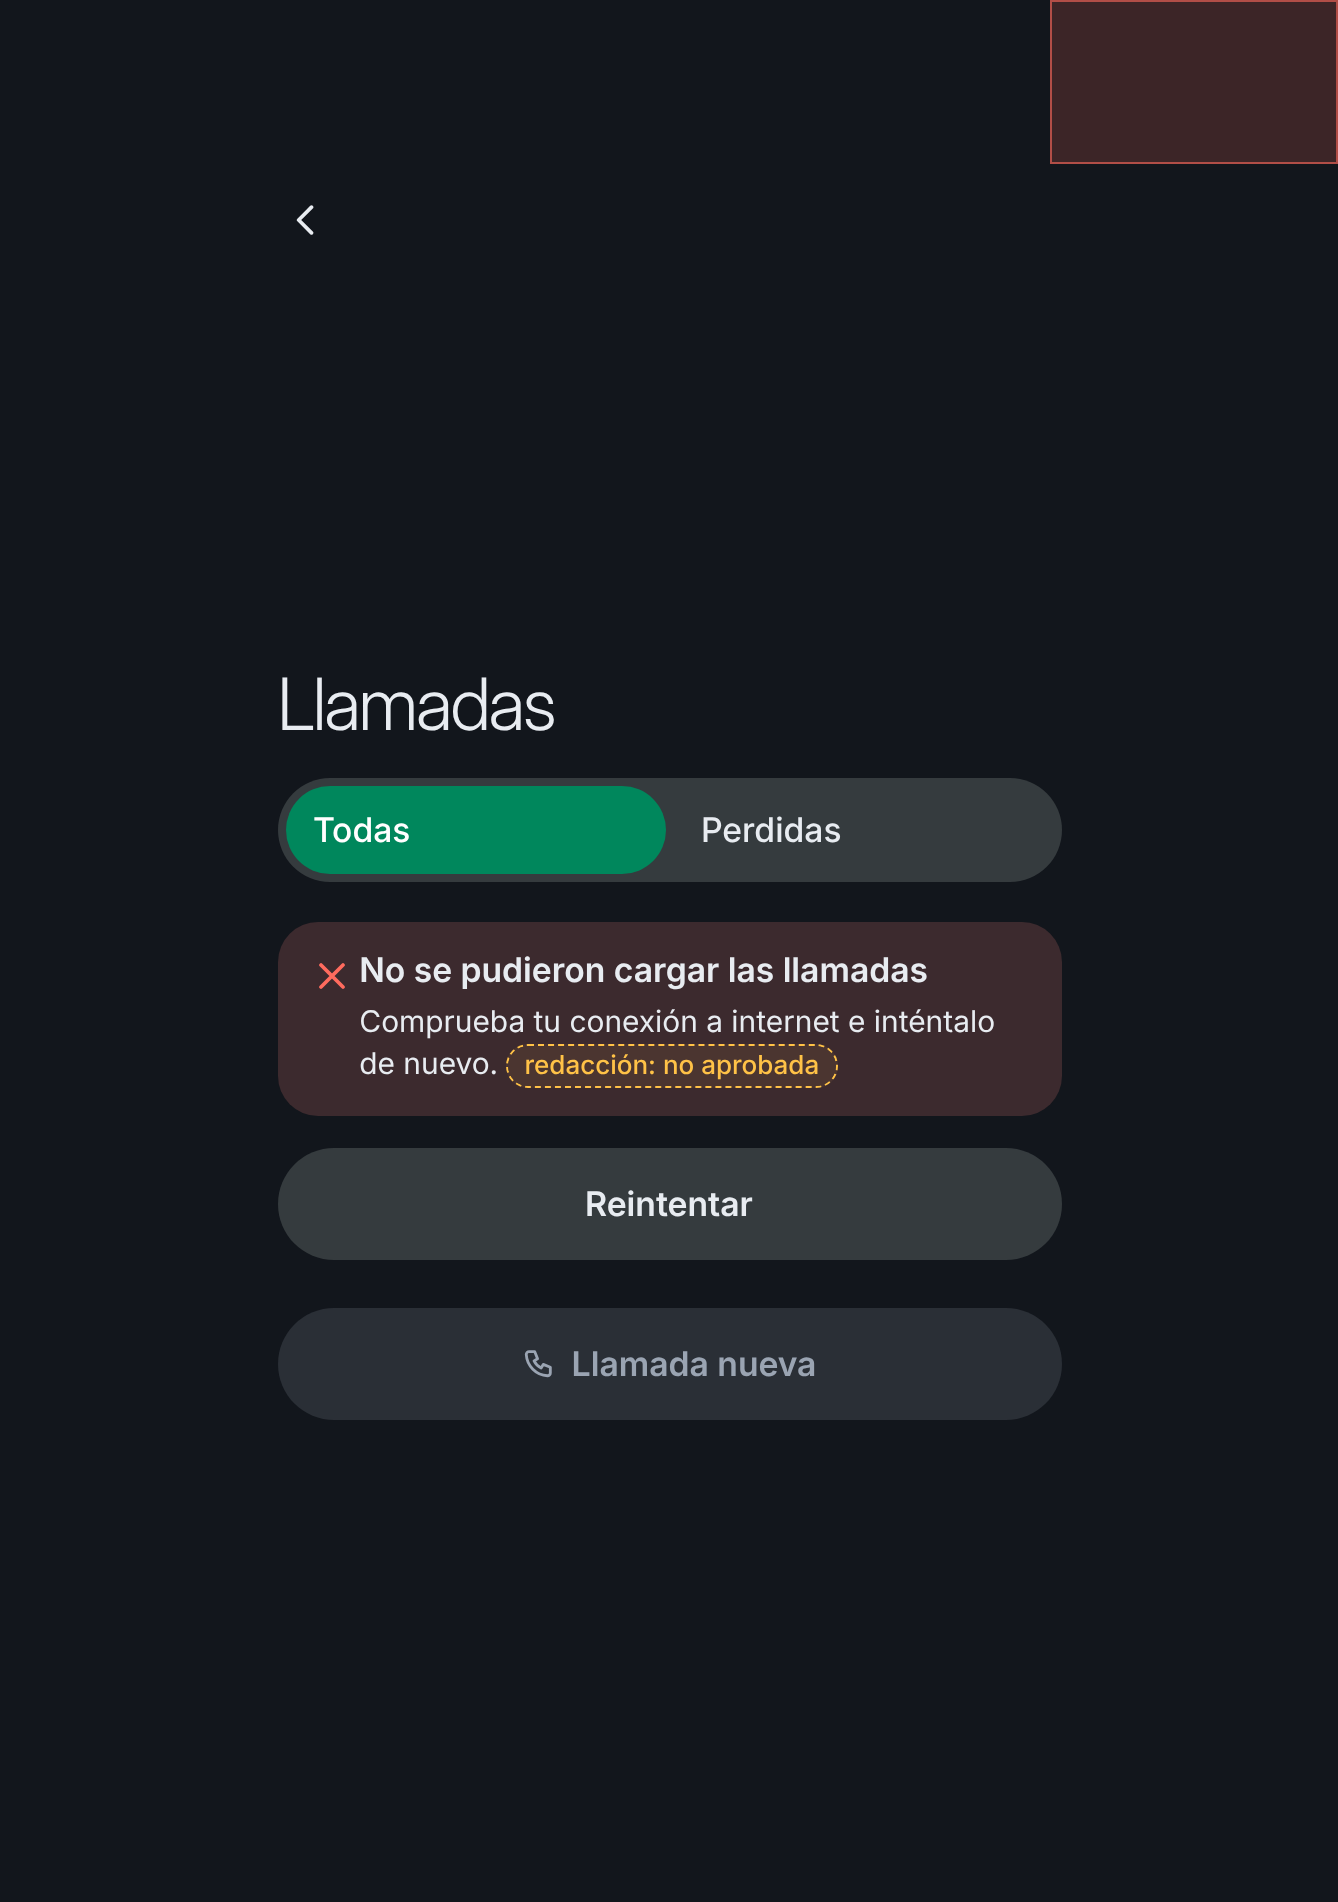 Llamadas
Todas
Perdidas
No se pudieron cargar las llamadas
Comprueba tu conexión a internet e inténtalo
de nuevo. redacción: no aprobada
Reintentar
Llamada nueva